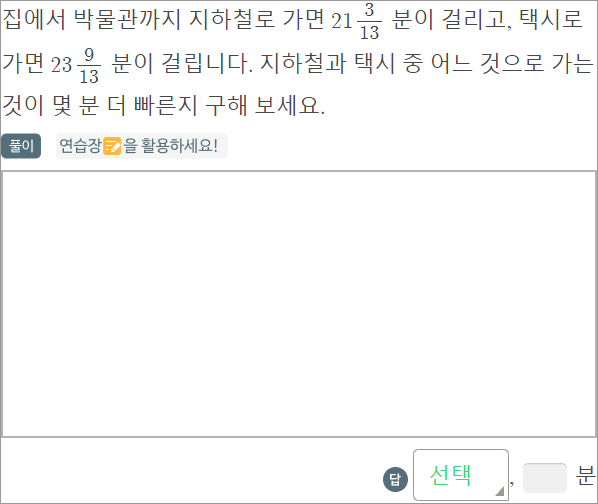 집에서 박물관까지 지하철로 가면 21 3/13 분이 걸리고, 택시로
가면 23 9/13 분이 걸립니다. 지하철과 택시 중 어느 것으로 가는
것이 몇 분 더 빠른지 구해 보세요.
풀이 연습장을 활용하세요!
답 선택 , 분